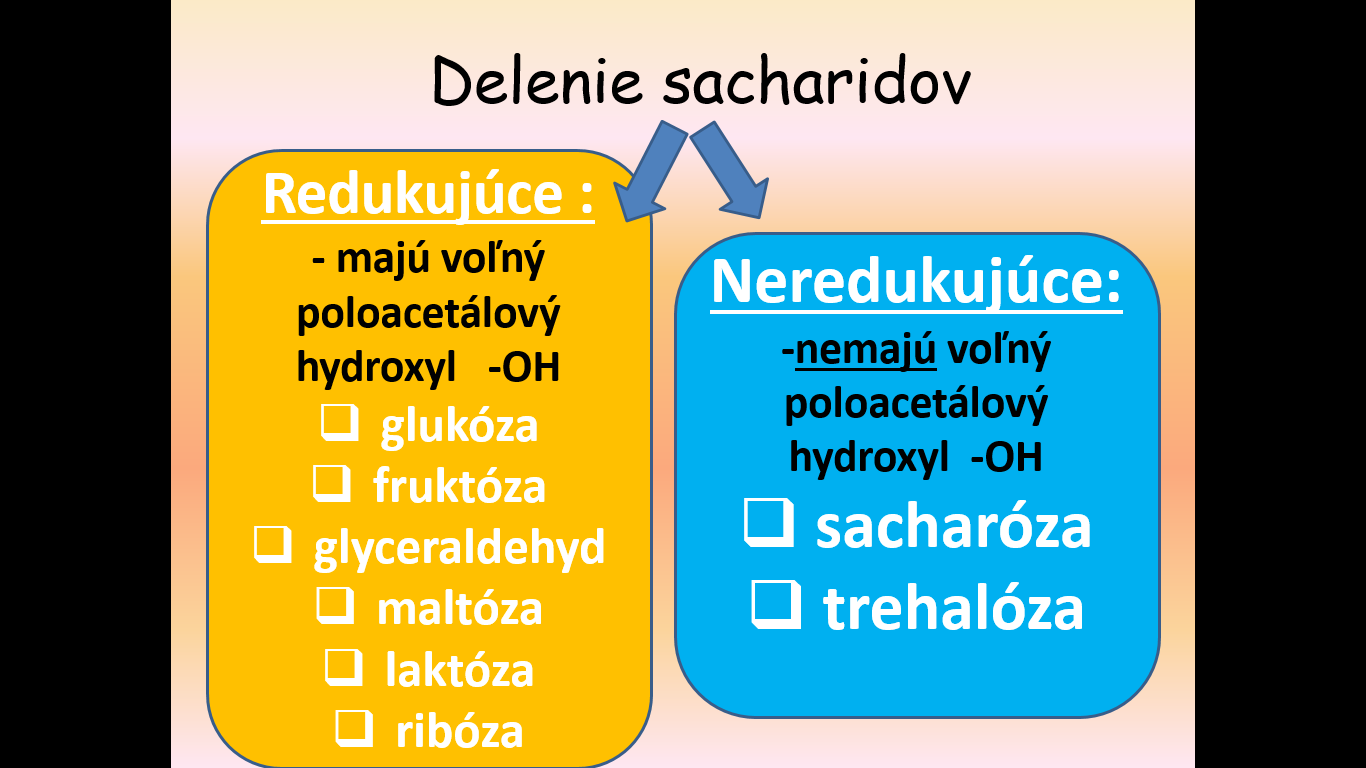 Delenie sacharidov
Redukujúce :
- majú voľný
poloacetálový
hydroxyl -OH
❑ glukóza
❑ fruktóza
❑ glyceraldehyd
❑ maltóza
❑ laktóza
❑ ribóza
Neredukujúce:
-nemajú voľný
poloacetálový
hydroxyl -OH
❑ sacharóza
❑ trehalóza